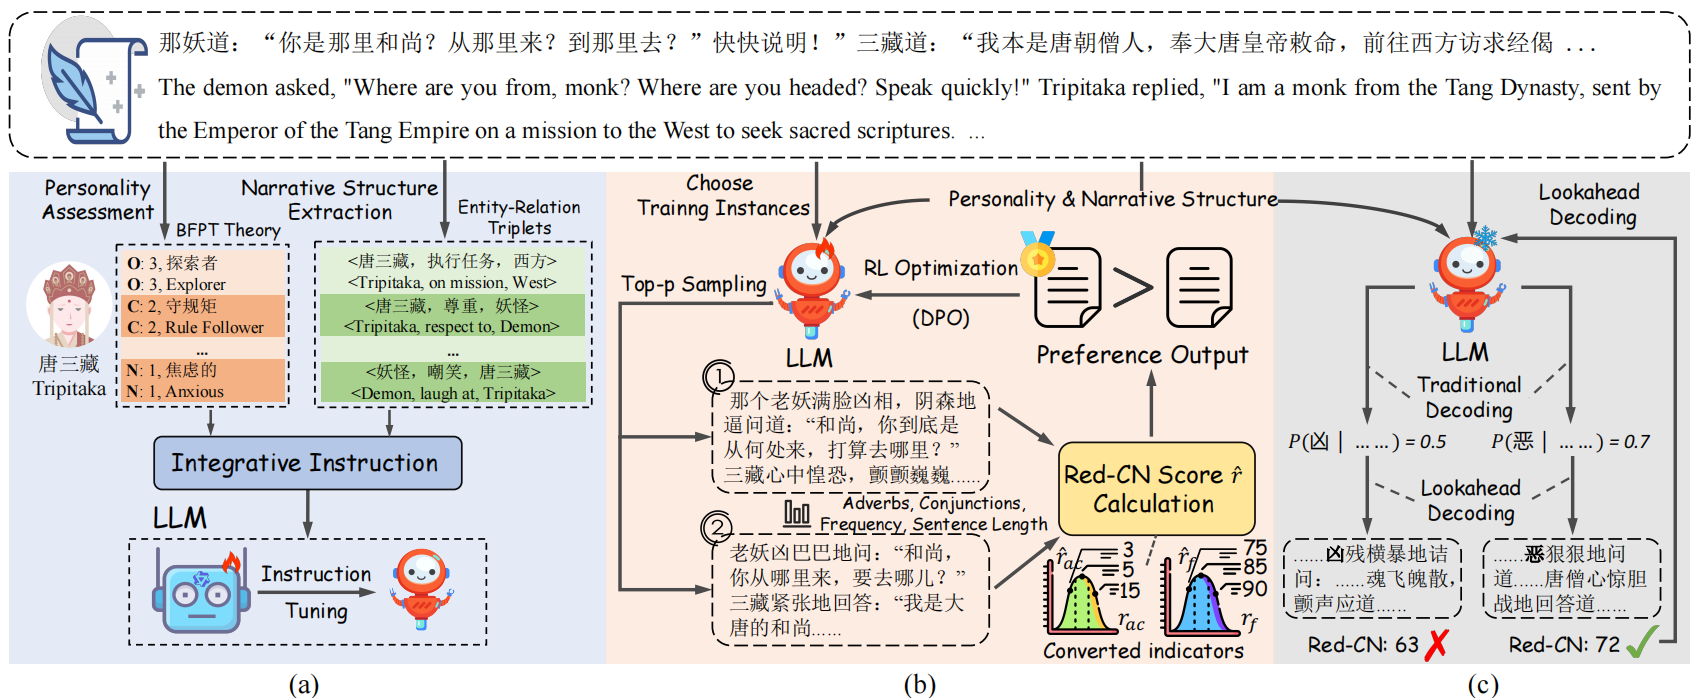 那妖道：“你是那里和尚？从那里来？到那里去？”快快说明！”三藏道：“我本是唐朝僧人，奉大唐皇帝敕命，前往西方访求经偈 ...
The demon asked, "Where are you from, monk? Where are you headed? Speak quickly!" Tripitaka replied, "I am a monk from the Tang Dynasty, sent by
the Emperor of the Tang Empire on a mission to the West to seek sacred scriptures. ...
Personality
Assessment
Narrative Structure
Extraction
BFPT Theory
Entity-Relation
Triplets
O: 3, 探索者
O: 3, Explorer
C: 2, 守规矩
C: 2, Rule Follower
...
N: 1, 焦虑的
N: 1, Anxious
唐三藏
Tripitaka
<唐三藏，执行任务，西方>
<Tripitaka, on mission, West>
<唐三藏，尊重，妖怪>
<Tripitaka, respect to, Demon>
...
<妖怪，嘲笑，唐三藏>
<Demon, laugh at, Tripitaka>
Integrative Instruction
LLM
Instruction
Tuning
(a)
Choose
Trainng Instances
Personality & Narrative Structure
Top-p Sampling
RL Optimization
(DPO)
LLM
Preference Output
1
那个老妖满脸凶相，阴森地
逼问道：“和尚，你到底是
从何处来，打算去哪里？”
三藏心中惶恐，颤颤巍巍......
Adverbs, Conjunctions,
Frequency, Sentence Length
2
老妖凶巴巴地问：“和尚，
你从哪里来，要去哪儿？”
三藏紧张地回答：“我是大
唐的和尚......
Red-CN Score r̂
Calculation
r̂ac
3
5
15
rac
r̂f
75
85
90
rf
Converted indicators
(b)
Lookahead
Decoding
LLM
Traditional
Decoding
P(凶 | ... ...) = 0.5
P(恶 | ... ...) = 0.7
Lookahead
Decoding
......凶残横暴地诘
问：......魂飞魄散，
颤声应道......
......恶狠狠地问
道......唐僧心惊胆
战地回答道......
Red-CN: 63
Red-CN: 72
(c)